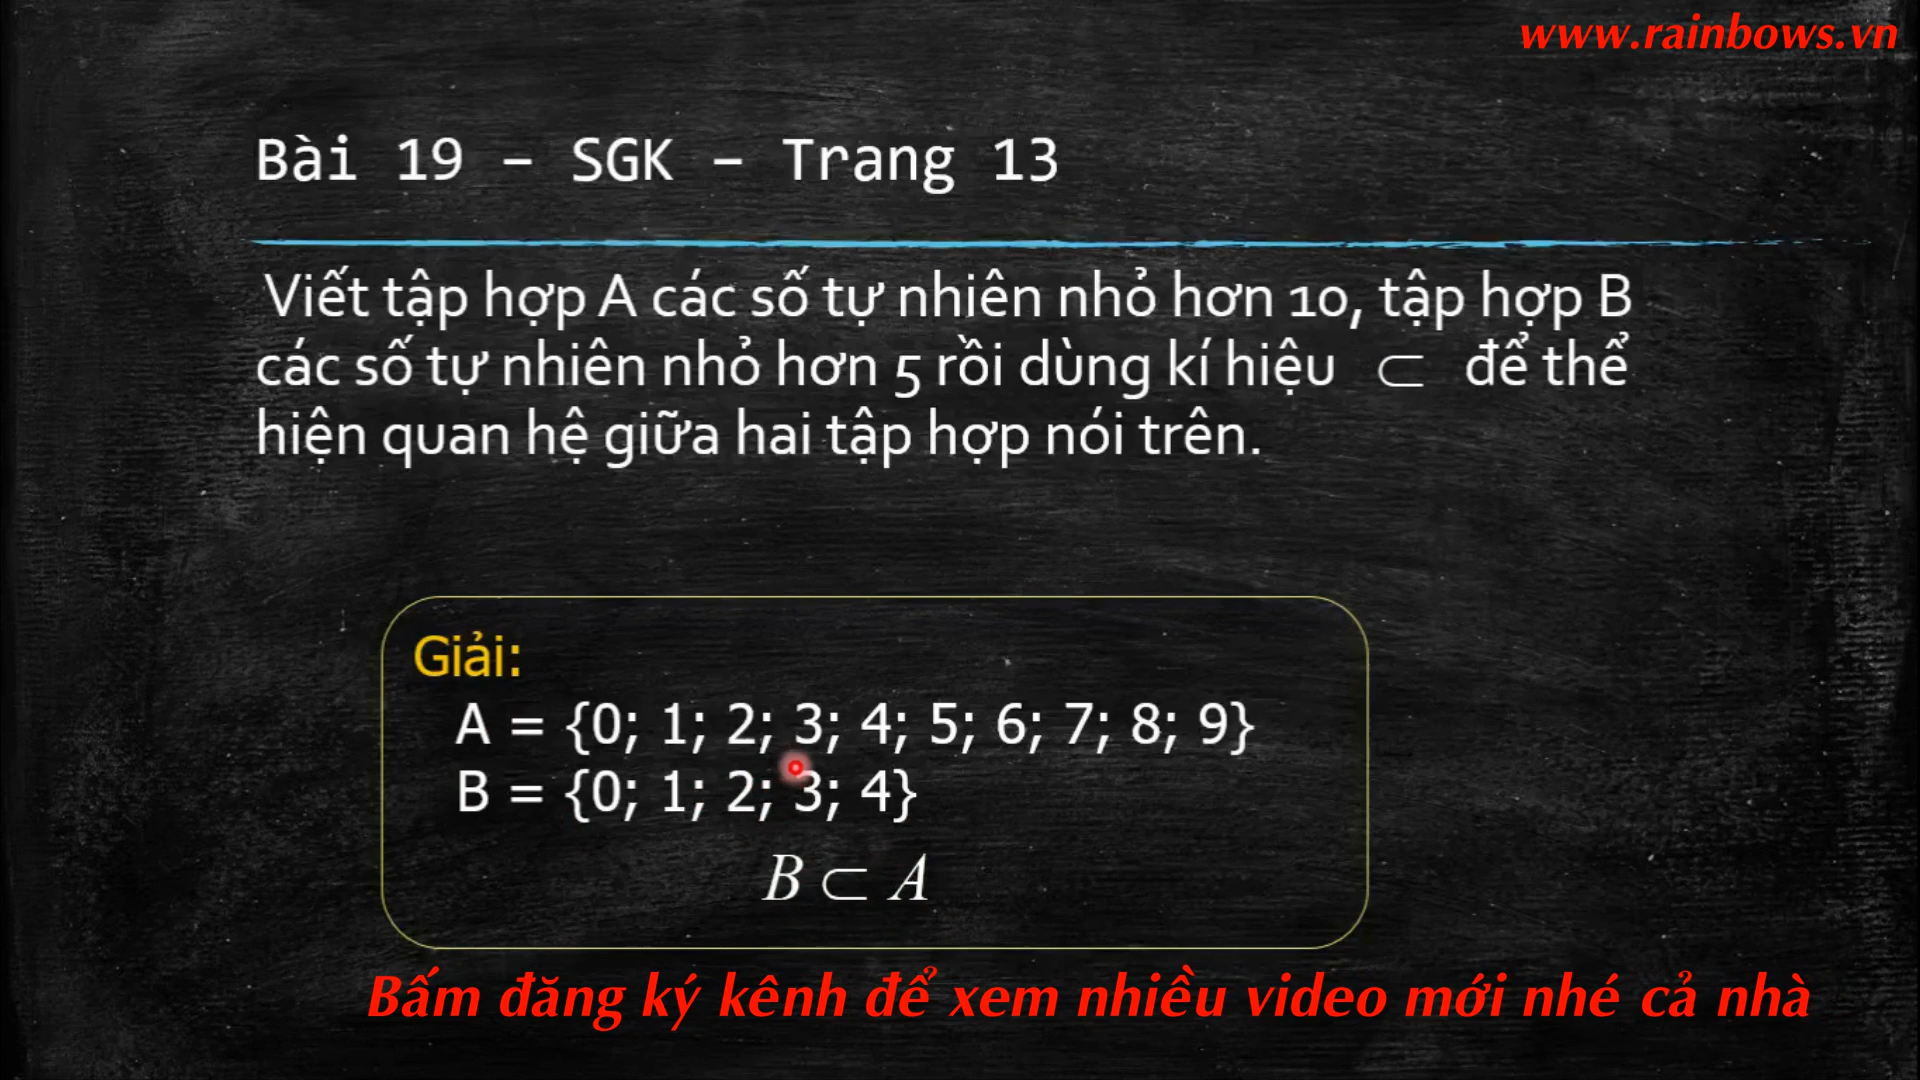 www.rainbows.vn
Bài 19 – SGK – Trang 13
Viết tập hợp A các số tự nhiên nhỏ hơn 10, tập hợp B
các số tự nhiên nhỏ hơn 5 rồi dùng kí hiệu ⊂ để thể
hiện quan hệ giữa hai tập hợp nói trên.
Giải:
A = {0; 1; 2; 3; 4; 5; 6; 7; 8; 9}
B = {0; 1; 2; 3; 4}
B ⊂ A
Bấm đăng ký kênh để xem nhiều video mới nhé cả nhà